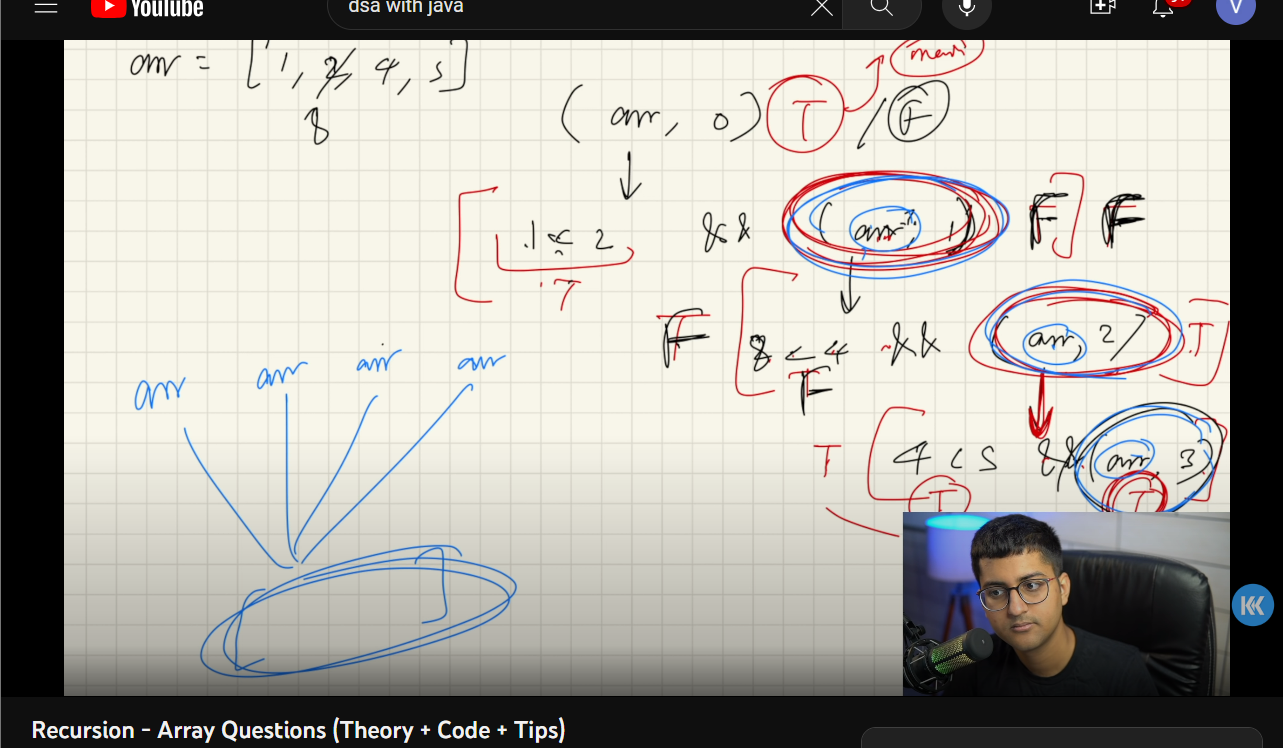 YouTube
dsa with java
V
arr = [1, 2, 4, 5]
8
(arr, 0) T / F
main
[1 < 2 && (arr, 1) F] F
T
F [8 < 4 && (arr, 2) T]
F
T [4 < 5 && (arr, 3)]
T T
arr arr arr arr
KK
Recursion - Array Questions (Theory + Code + Tips)